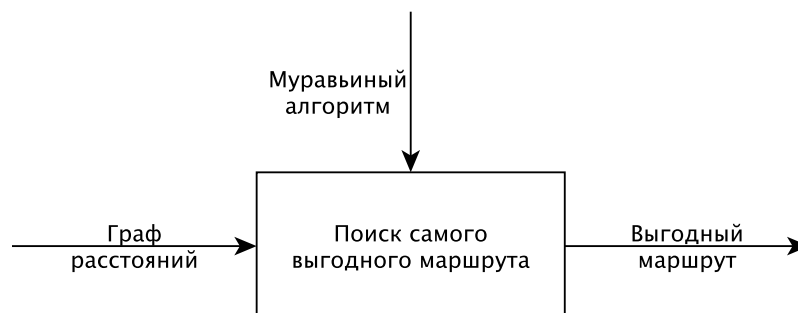 Муравьиный
алгоритм
Граф
расстояний
Поиск самого
выгодного маршрута
Выгодный
маршрут